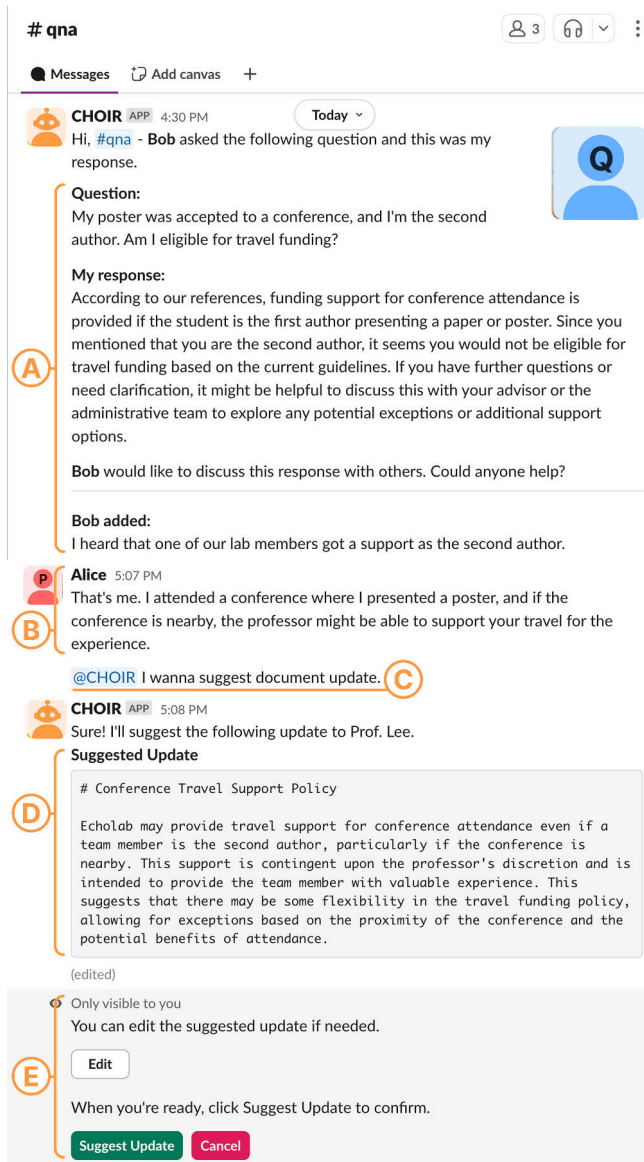 # qna
3
Messages
Add canvas
+
CHOIR APP 4:30 PM
Today
Hi, #qna - Bob asked the following question and this was my
response.
Q
Question:
My poster was accepted to a conference, and I'm the second
author. Am I eligible for travel funding?
My response:
According to our references, funding support for conference attendance is
provided if the student is the first author presenting a paper or poster. Since you
mentioned that you are the second author, it seems you would not be eligible for
A
travel funding based on the current guidelines. If you have further questions or
need clarification, it might be helpful to discuss this with your advisor or the
administrative team to explore any potential exceptions or additional support
options.
Bob would like to discuss this response with others. Could anyone help?
Bob added:
I heard that one of our lab members got a support as the second author.
P
Alice 5:07 PM
That's me. I attended a conference where I presented a poster, and if the
B
conference is nearby, the professor might be able to support your travel for the
experience.
@CHOIR I wanna suggest document update.
C
CHOIR APP 5:08 PM
Sure! I'll suggest the following update to Prof. Lee.
Suggested Update
# Conference Travel Support Policy
D
Echolab may provide travel support for conference attendance even if a
team member is the second author, particularly if the conference is
nearby. This support is contingent upon the professor's discretion and is
intended to provide the team member with valuable experience. This
suggests that there may be some flexibility in the travel funding policy,
allowing for exceptions based on the proximity of the conference and the
potential benefits of attendance.
(edited)
Only visible to you
You can edit the suggested update if needed.
E
Edit
When you're ready, click Suggest Update to confirm.
Suggest Update
Cancel